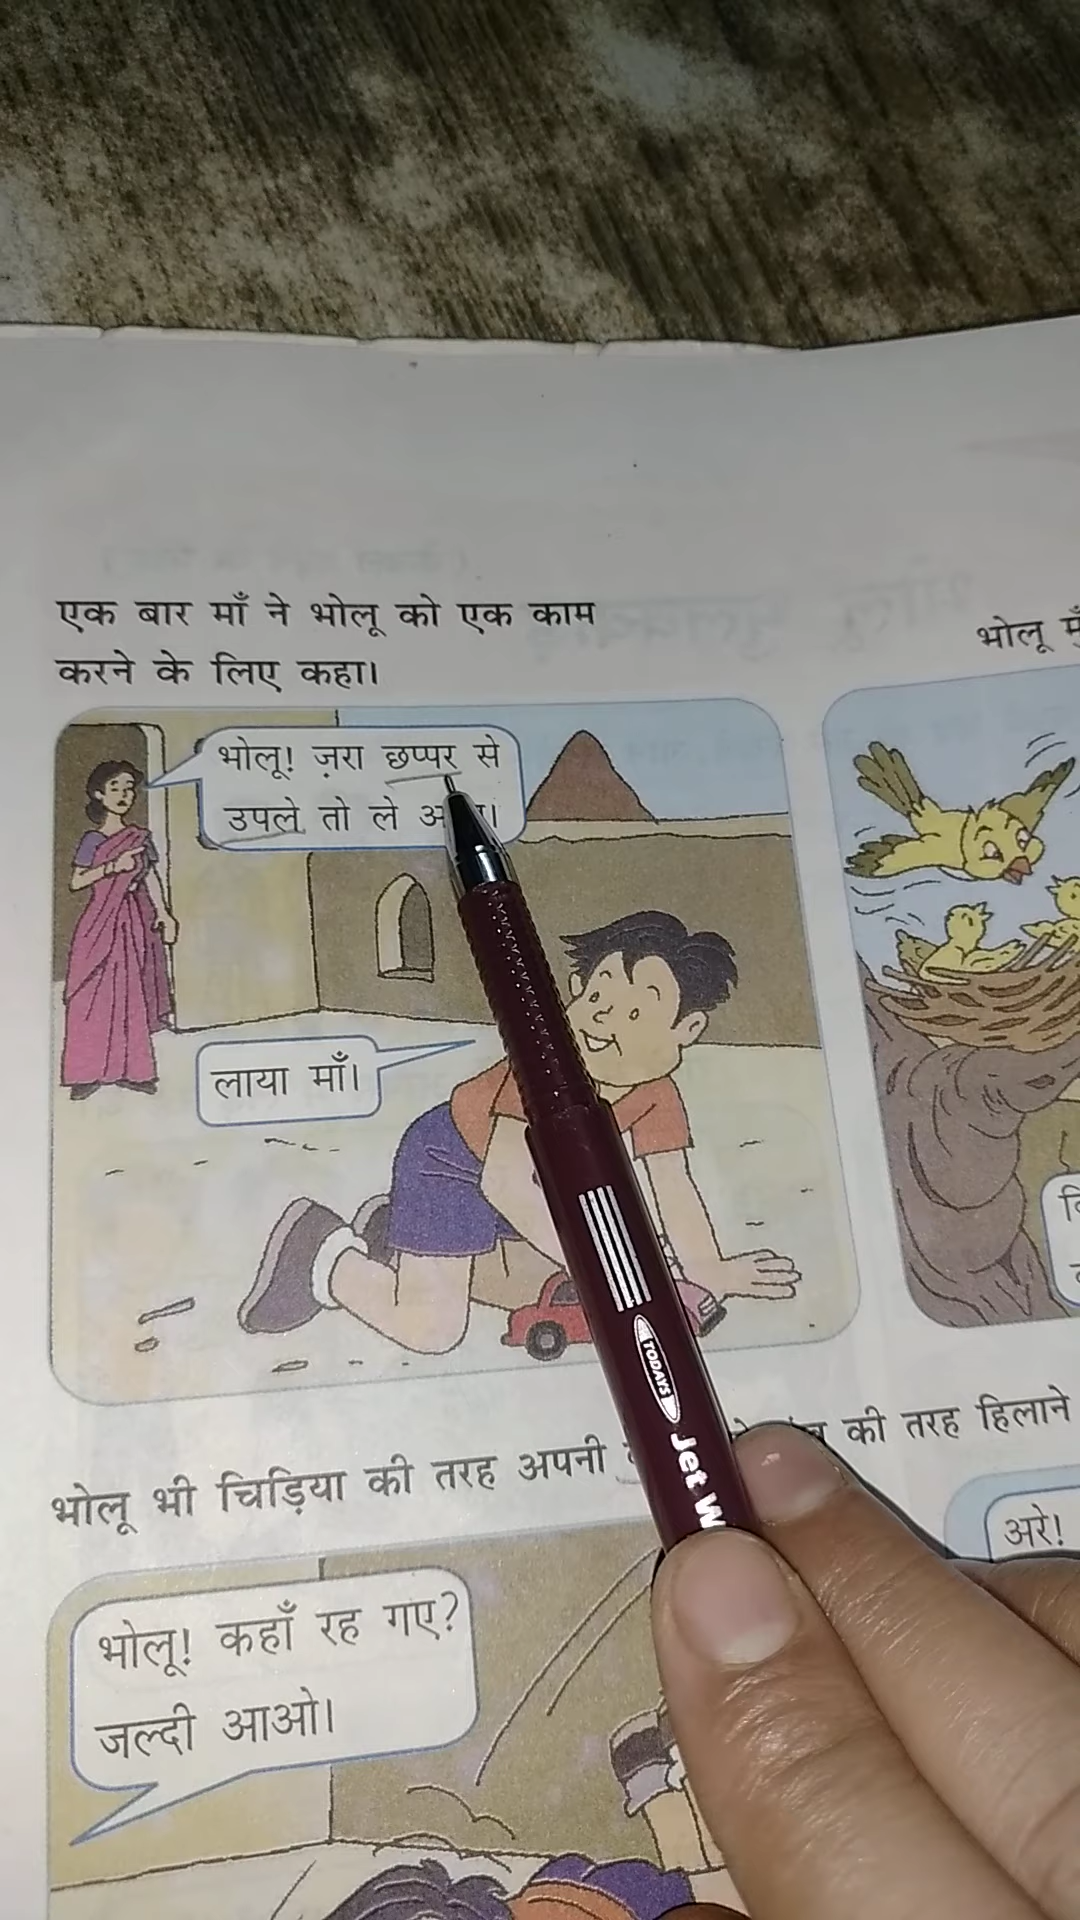 एक बार माँ ने भोलू को एक काम
करने के लिए कहा।
भोलू! ज़रा छप्पर से
उपले तो ले
लाया माँ।
भोलू
भोलू भी चिड़िया की तरह अपनी
की तरह हिलाने
भोलू! कहाँ रह गए?
जल्दी आओ।
अरे!
TODAYS
Jet